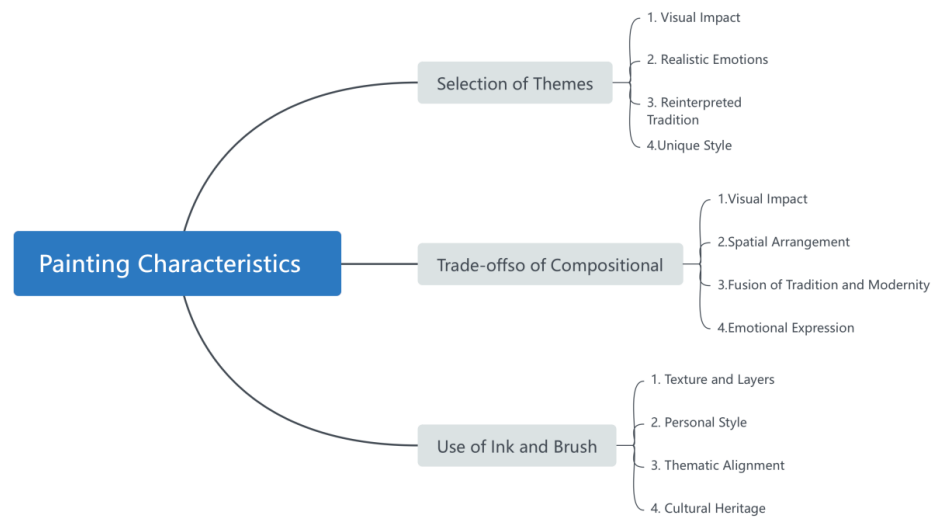 Painting Characteristics
Selection of Themes
1. Visual Impact
2. Realistic Emotions
3. Reinterpreted
Tradition
4.Unique Style
Trade-offso of Compositional
1.Visual Impact
2.Spatial Arrangement
3.Fusion of Tradition and Modernity
4.Emotional Expression
Use of Ink and Brush
1. Texture and Layers
2. Personal Style
3. Thematic Alignment
4. Cultural Heritage